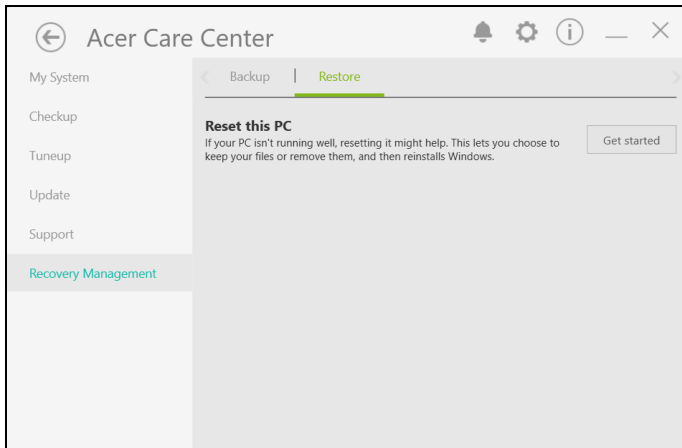 Acer Care Center
My System
Backup | Restore
Checkup
Reset this PC
If your PC isn't running well, resetting it might help. This lets you choose to
keep your files or remove them, and then reinstalls Windows.
Get started
Tuneup
Update
Support
Recovery Management